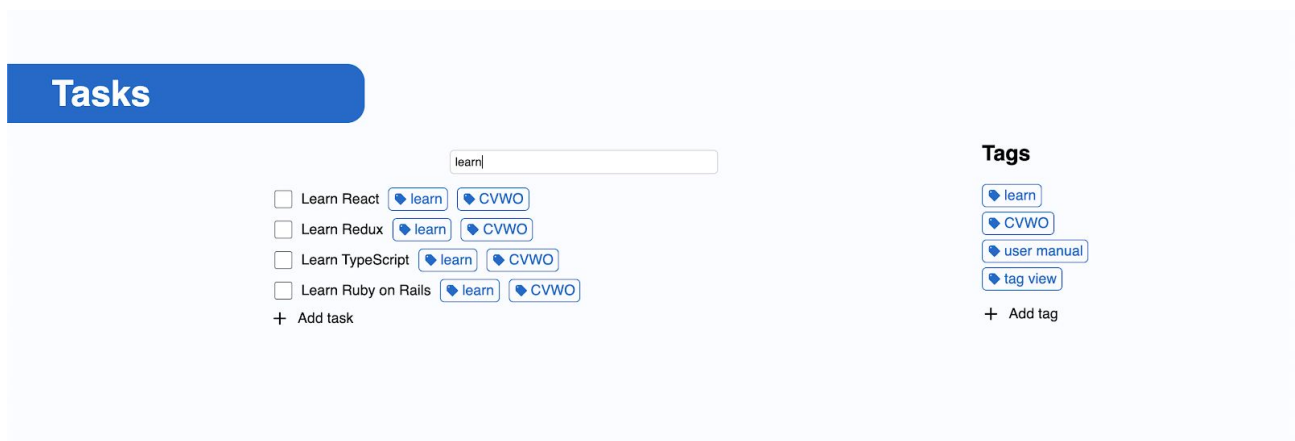 Tasks
learn
Learn React learn CVWO
Learn Redux learn CVWO
Learn TypeScript learn CVWO
Learn Ruby on Rails learn CVWO
+ Add task
Tags
learn
CVWO
user manual
tag view
+ Add tag